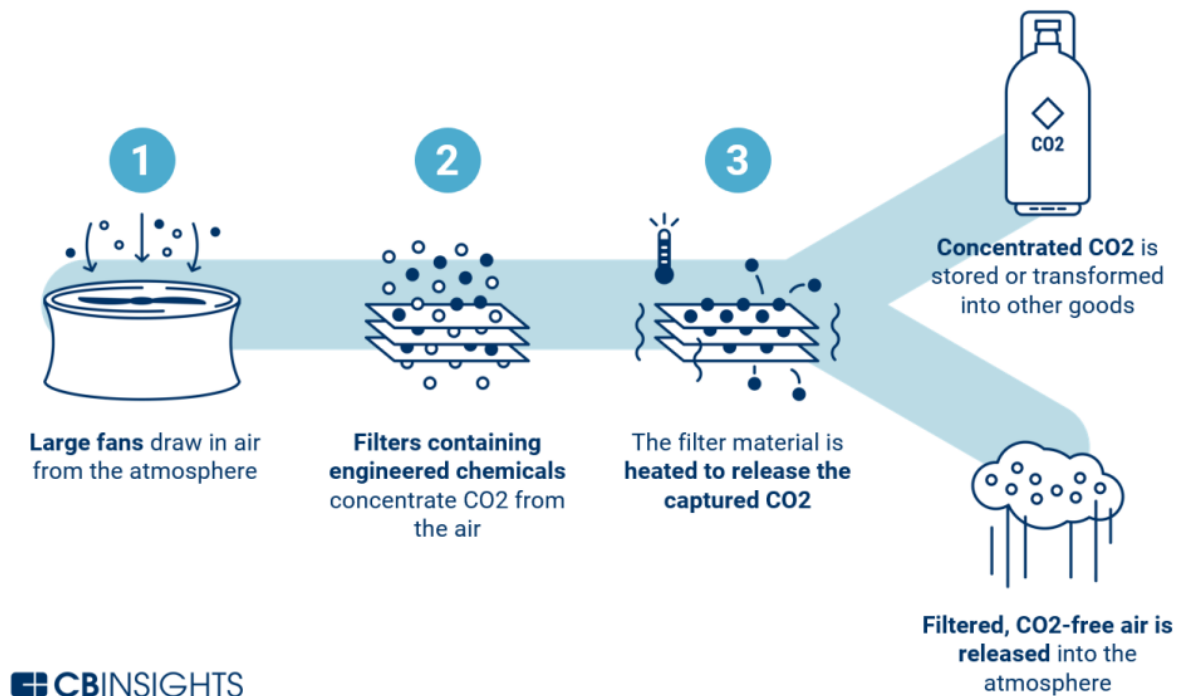 1
2
3
CO2
Large fans draw in air
from the atmosphere
Filters containing
engineered chemicals
concentrate CO2 from
the air
The filter material is
heated to release the
captured CO2
Concentrated CO2 is
stored or transformed
into other goods
Filtered, CO2-free air is
released into the
atmosphere
CBINSIGHTS